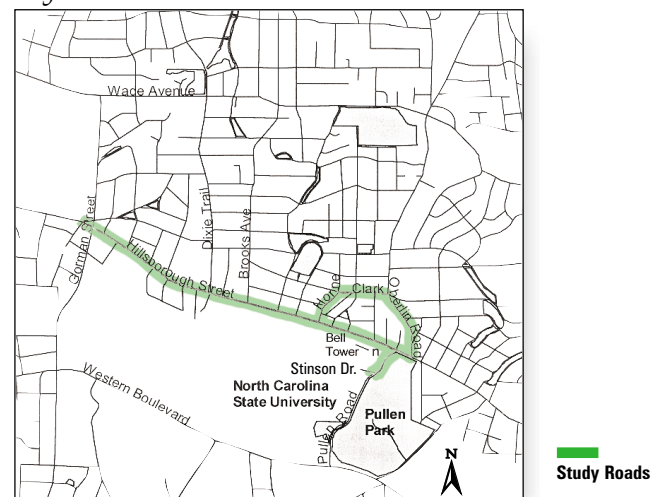 Wade Avenue
Gorman Street
Dixie Trail
Brooks Ave
Hillsborough Street
Horne
Clark
Oberlin Road
Bell
Tower
Stinson Dr.
North Carolina
State University
Western Boulevard
Pullen Road
Pullen
Park
N
Study Roads